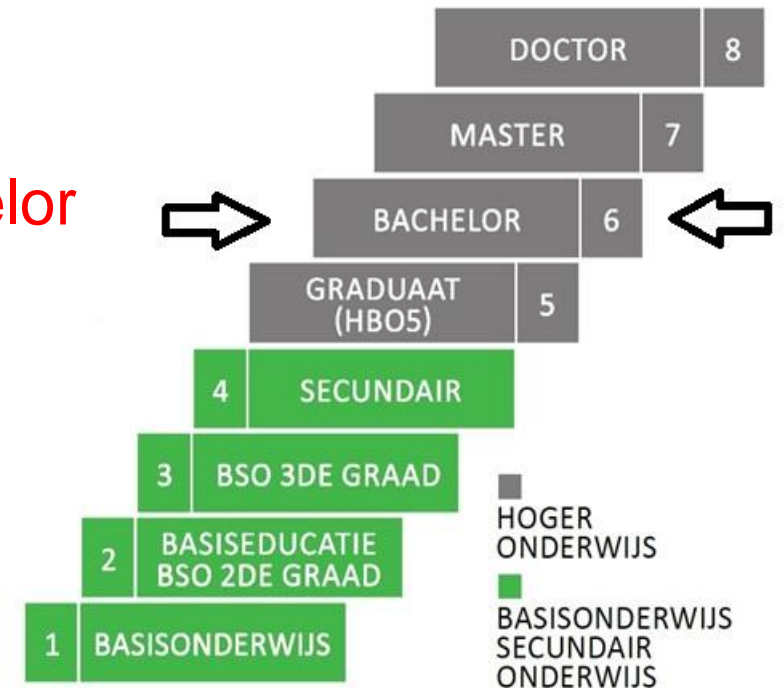 DOCTOR 8
MASTER 7
elor
BACHELOR 6
GRADUAAT
(HBO5) 5
4 SECUNDAIR
3 BSO 3DE GRAAD
2 BASISEDUCATIE
BSO 2DE GRAAD
1 BASISONDERWIJS
HOGER
ONDERWIJS
BASISONDERWIJS
SECUNDAIR
ONDERWIJS